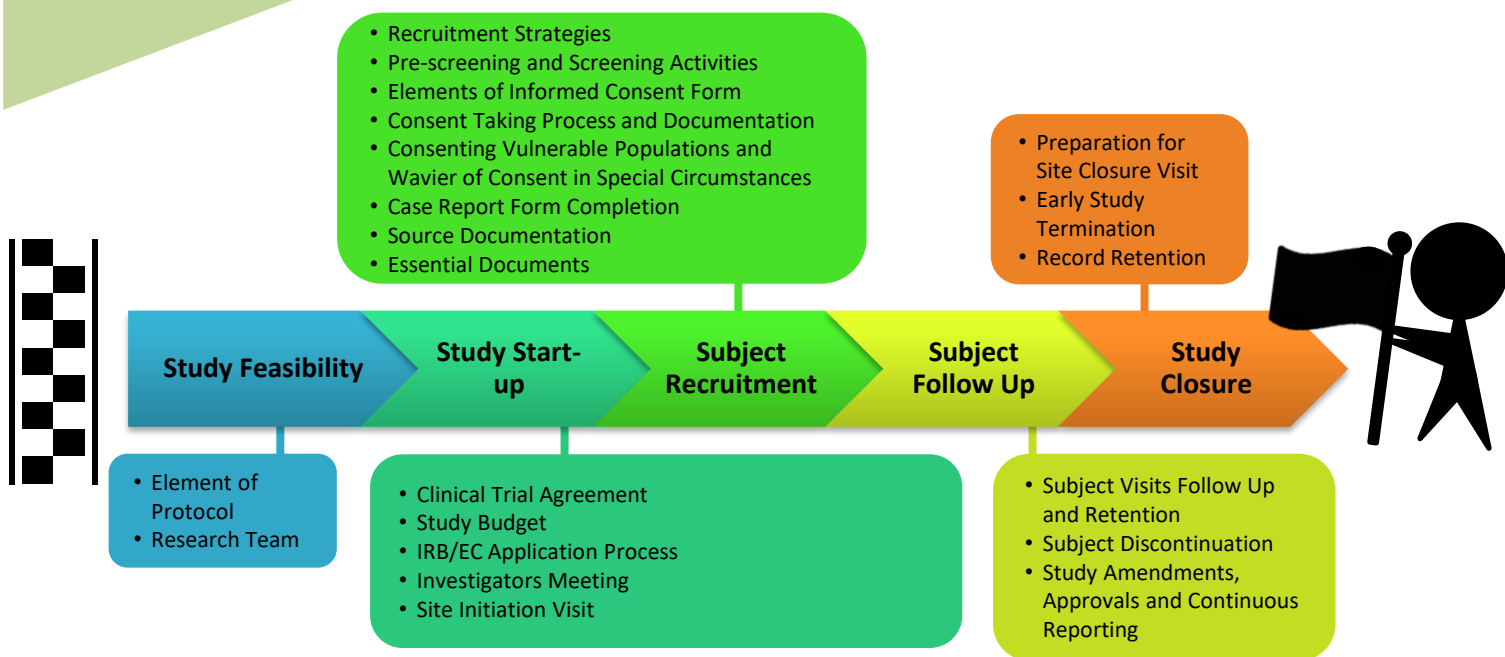 • Recruitment Strategies
• Pre-screening and Screening Activities
• Elements of Informed Consent Form
• Consent Taking Process and Documentation
• Consenting Vulnerable Populations and
Wavier of Consent in Special Circumstances
• Case Report Form Completion
• Source Documentation
• Essential Documents
• Preparation for
Site Closure Visit
• Early Study
Termination
• Record Retention
Study Feasibility
Study Start-
up
Subject
Recruitment
Subject
Follow Up
Study
Closure
• Element of
Protocol
• Research Team
• Clinical Trial Agreement
• Study Budget
• IRB/EC Application Process
• Investigators Meeting
• Site Initiation Visit
• Subject Visits Follow Up
and Retention
• Subject Discontinuation
• Study Amendments,
Approvals and Continuous
Reporting